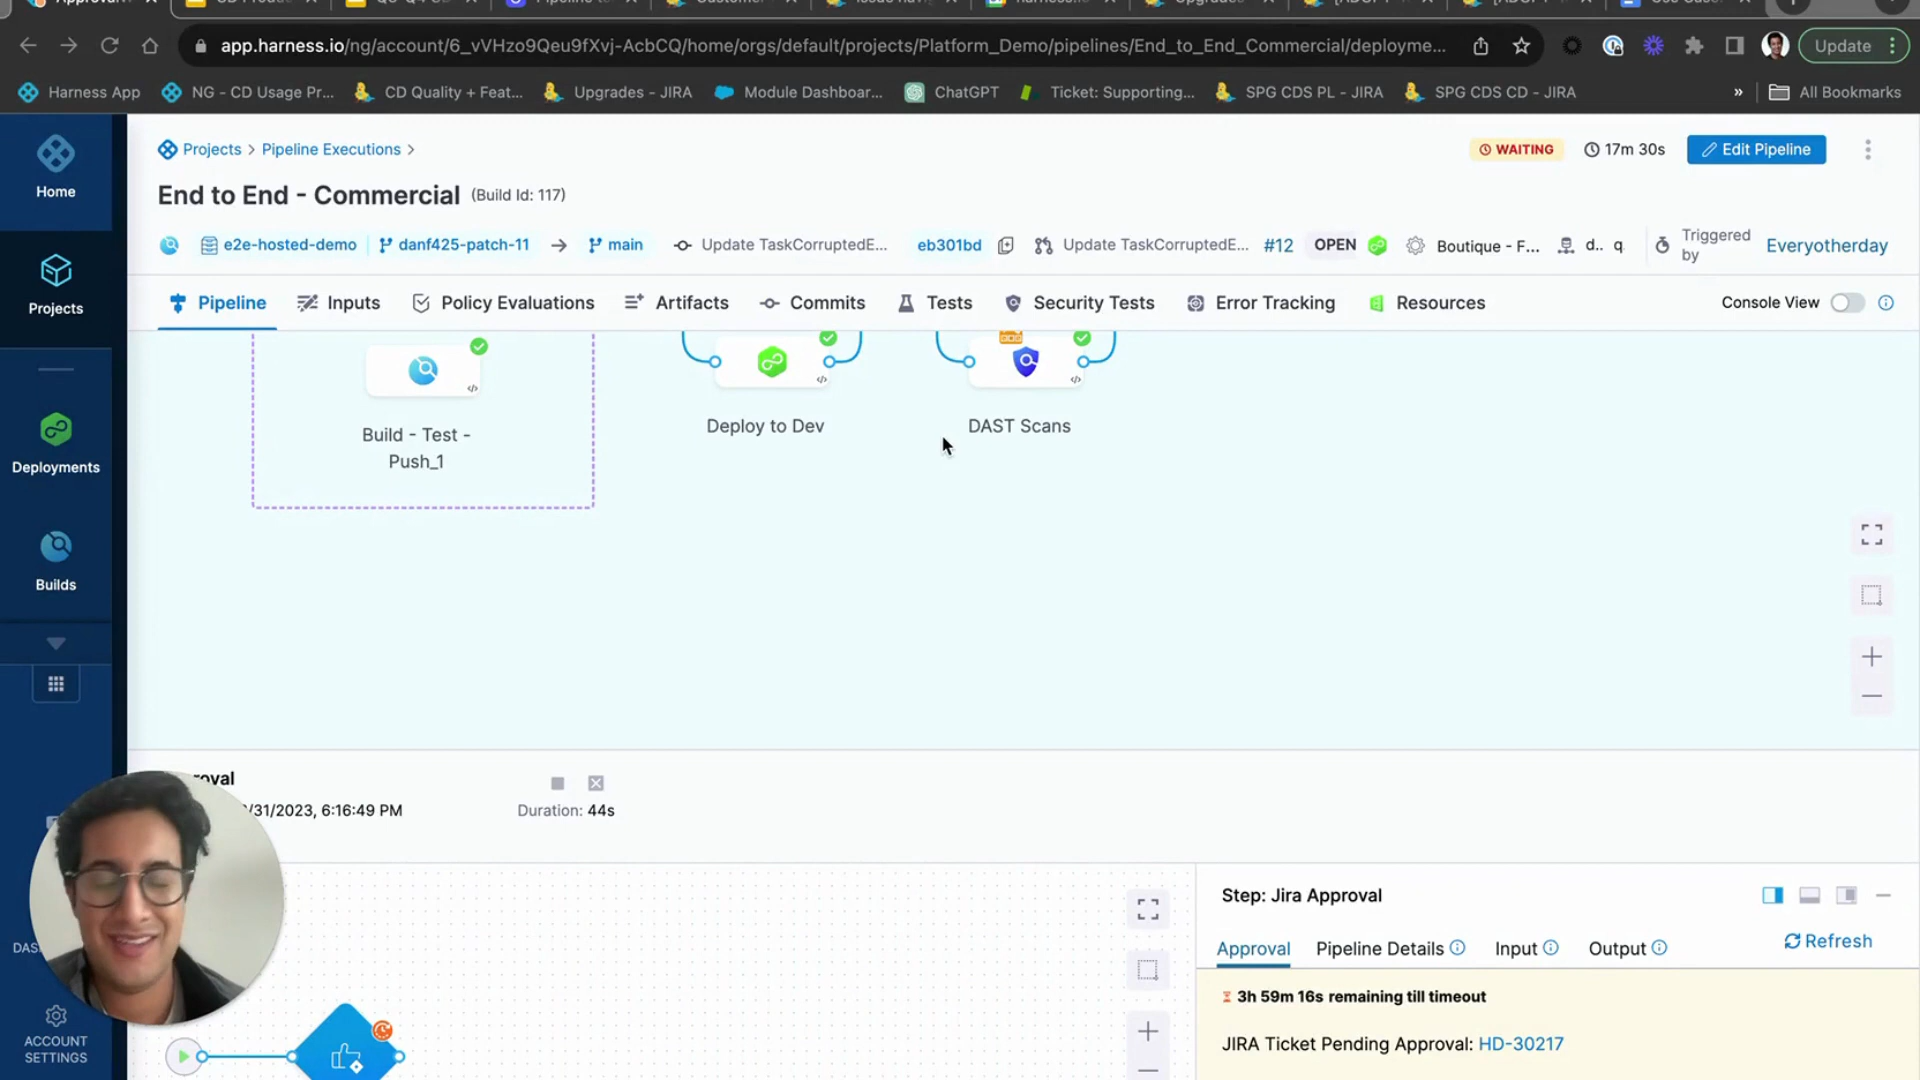 app.harness.io/ng/account/6_vVHzo9Qeu9fXvj-AcbCQ/home/orgs/default/projects/Platform_Demo/pipelines/End_to_End_Commercial/deployme...
Update
Harness App
NG - CD Usage Pr...
CD Quality + Feat...
Upgrades - JIRA
Module Dashboar...
ChatGPT
Ticket: Supporting...
SPG CDS PL - JIRA
SPG CDS CD - JIRA
»
All Bookmarks
Home
Projects
Deployments
Builds
ACCOUNT
SETTINGS
Projects > Pipeline Executions >
WAITING
17m 30s
Edit Pipeline
End to End - Commercial (Build Id: 117)
e2e-hosted-demo
danf425-patch-11
main
Update TaskCorruptedE...
eb301bd
Update TaskCorruptedE...
#12
OPEN
Boutique - F...
d.. q
Triggered
by
Everyotherday
Pipeline
Inputs
Policy Evaluations
Artifacts
Commits
Tests
Security Tests
Error Tracking
Resources
Console View
Build - Test -
Push_1
Deploy to Dev
DAST Scans
/31/2023, 6:16:49 PM
Duration: 44s
Step: Jira Approval
Approval
Pipeline Details
Input
Output
Refresh
3h 59m 16s remaining till timeout
JIRA Ticket Pending Approval: HD-30217